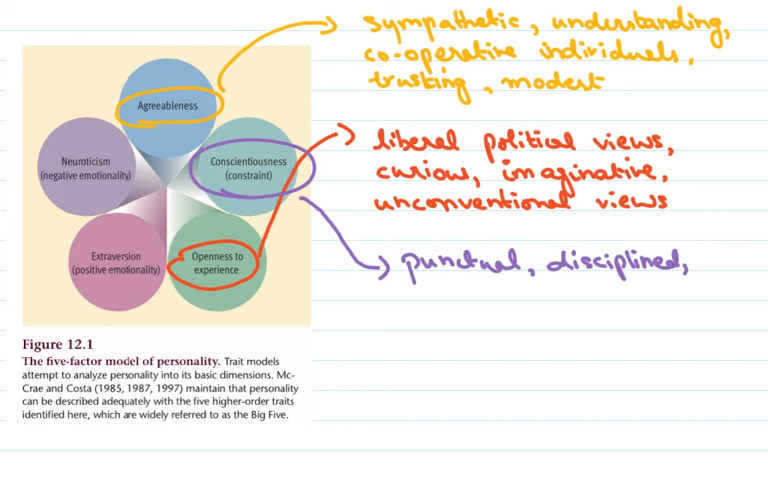 sympathetic, understanding,
co-operative individuals,
trusting, modest
Agreeableness
Neuroticism
(negative emotionality)
Conscientiousness
(constraint)
Extraversion
(positive emotionality)
Openness to
experience
liberal political views,
curious, imaginative,
unconventional views
punctual, disciplined,
Figure 12.1
The five-factor model of personality. Trait models
attempt to analyze personality into its basic dimensions. Mc-
Crae and Costa (1985, 1987, 1997) maintain that personality
can be described adequately with the five higher-order traits
identified here, which are widely referred to as the Big Five.